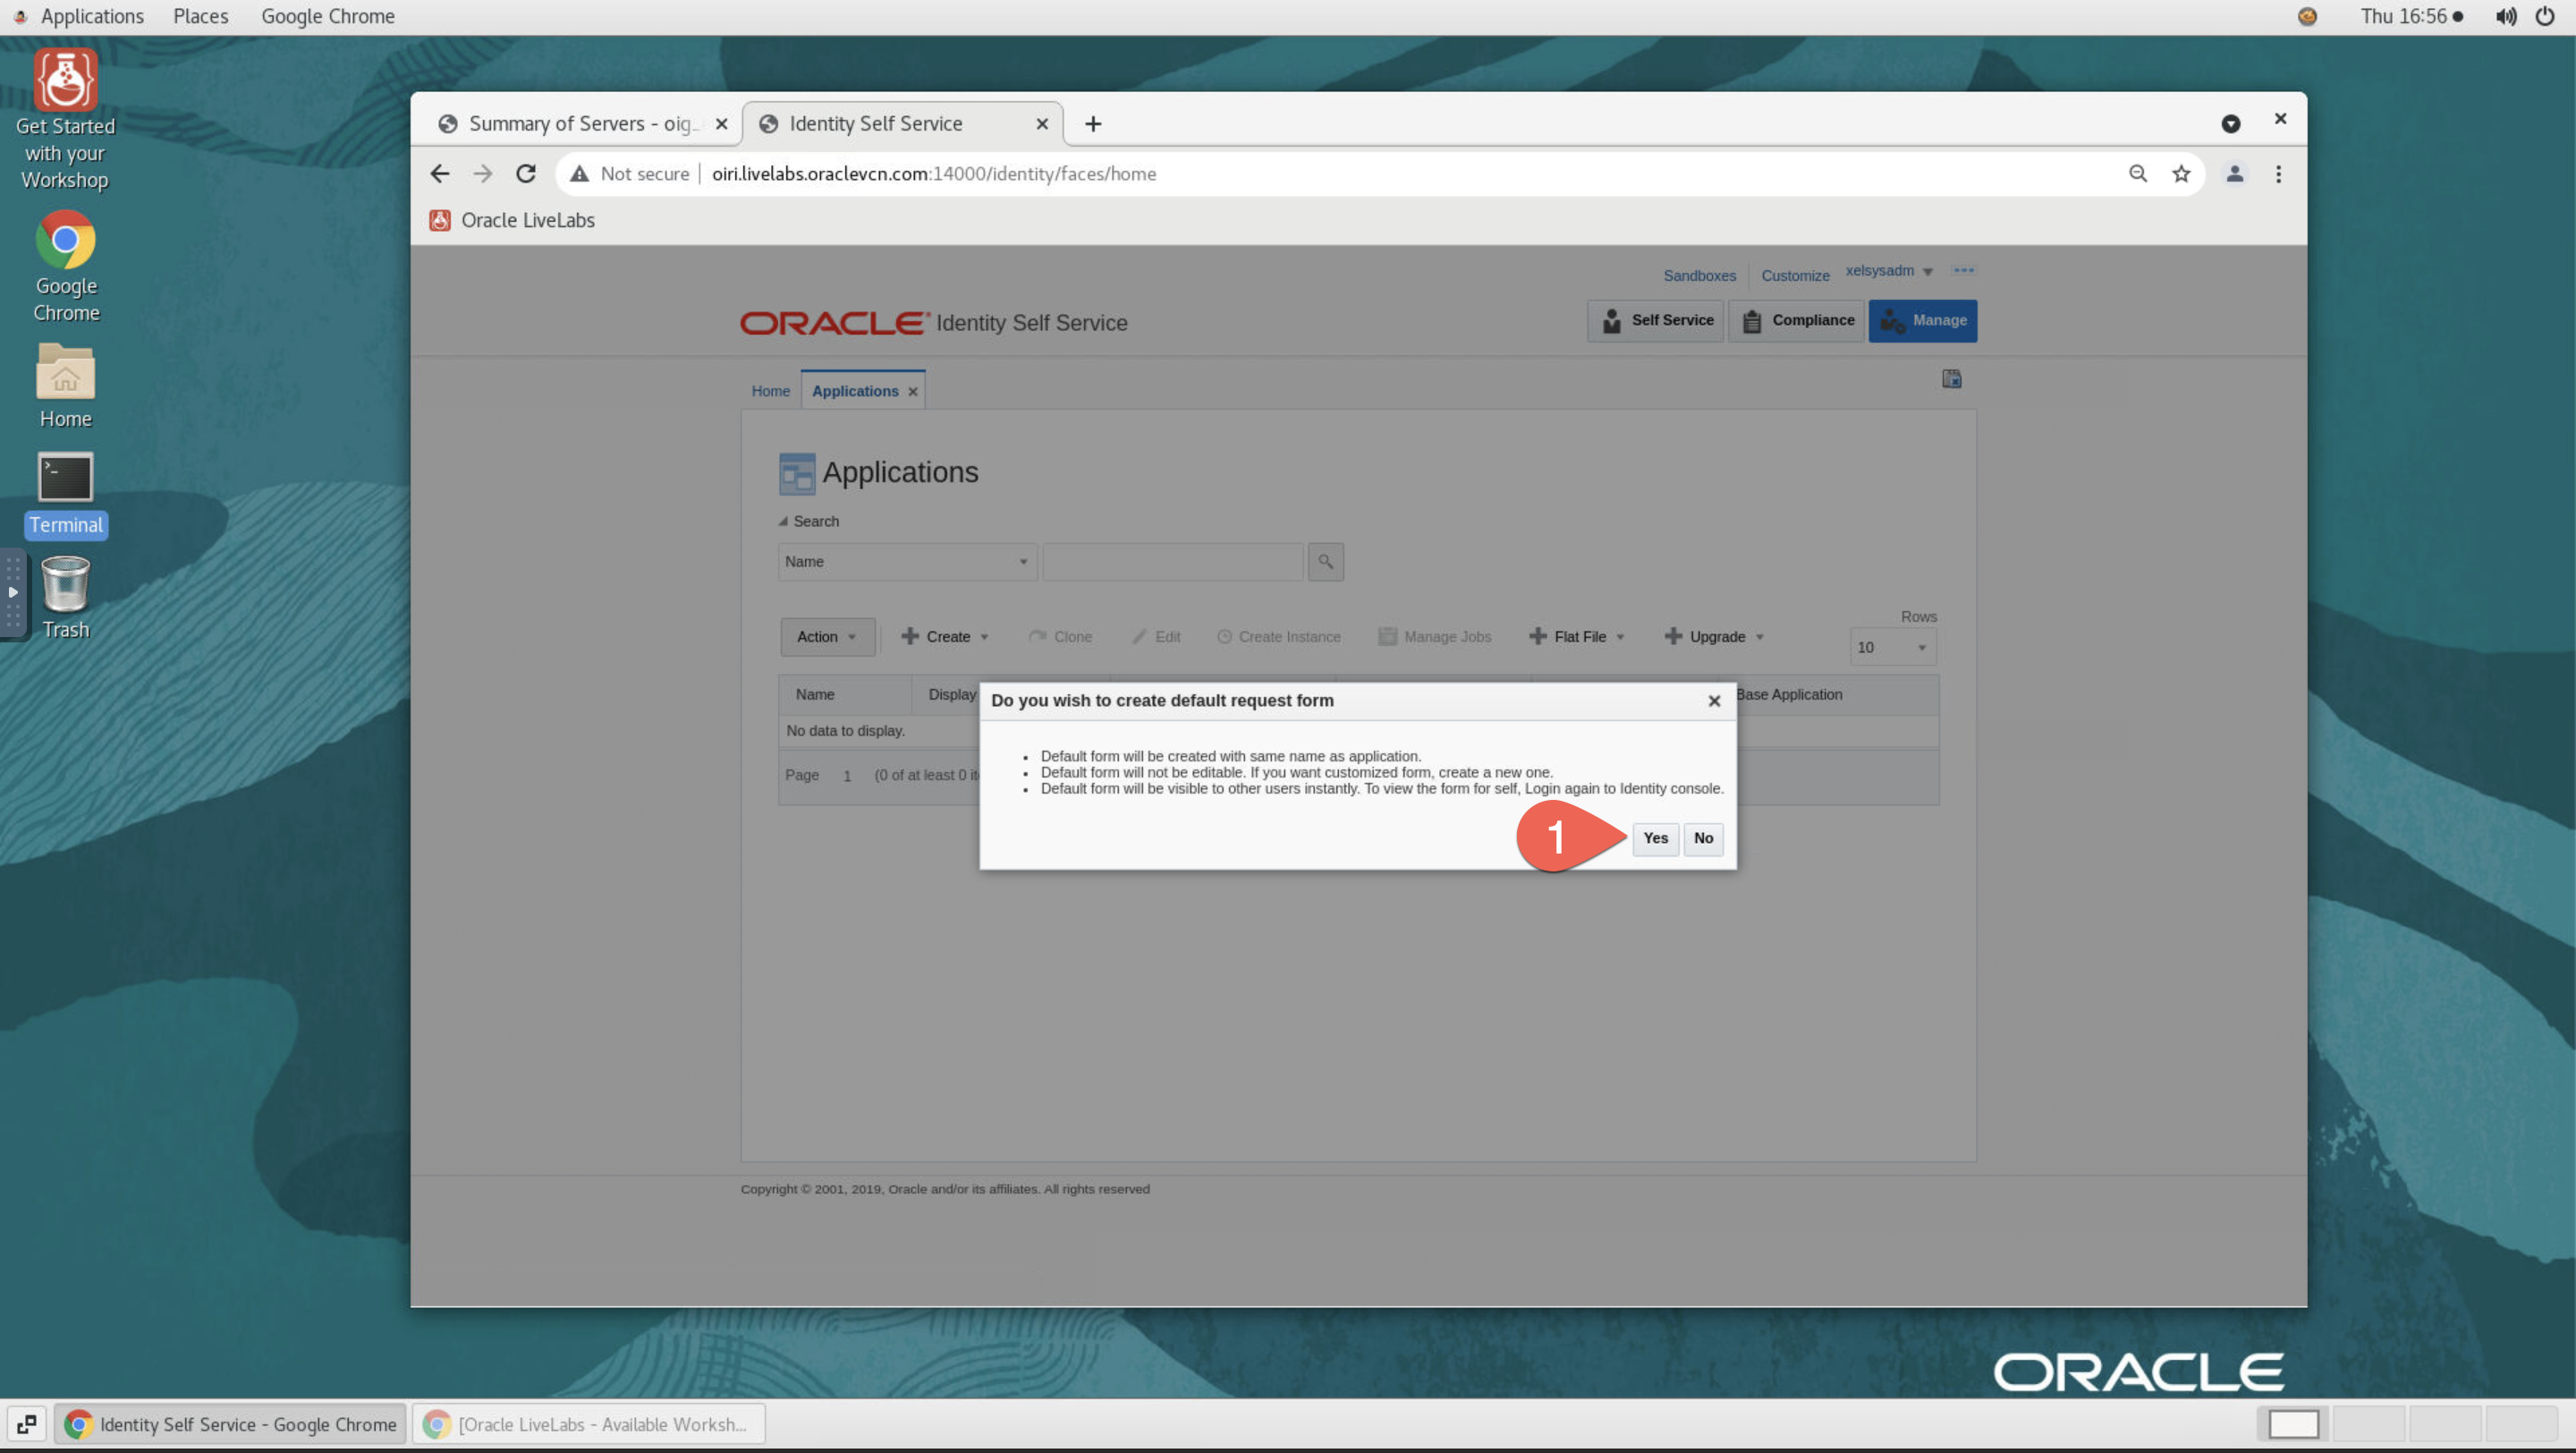 Applications Places Google Chrome Thu 16:56
Get Started
with your
Workshop
Google
Chrome
Home
Terminal
Trash
Summary of Servers - oig_ Identity Self Service
Not secure oiri.livelabs.oraclevcn.com:14000/identity/faces/home
Oracle LiveLabs
Sandboxes Customize xelsysadm
ORACLE Identity Self Service
Self Service Compliance Manage
Home Applications
Applications
Search
Name
Rows
Action Create Clone Edit Create Instance Manage Jobs Flat File Upgrade
10
Name Display Base Application
No data to display.
Page 1 (0 of at least 0 it
Do you wish to create default request form
Default form will be created with same name as application.
Default form will not be editable. If you want customized form, create a new one.
Default form will be visible to other users instantly. To view the form for self, Login again to Identity console.
1
Yes No
Copyright © 2001, 2019, Oracle and/or its affiliates. All rights reserved
ORACLE
Identity Self Service - Google Chrome [Oracle LiveLabs - Available Worksh...